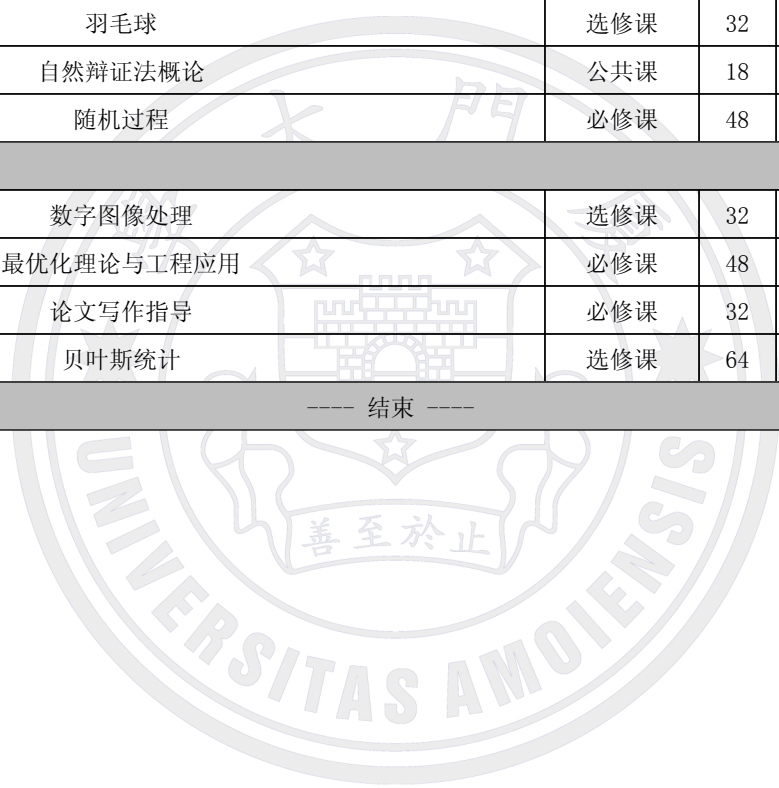 羽毛球 选修课 32
自然辩证法概论 公共课 18
随机过程 必修课 48
数字图像处理 选修课 32
最优化理论与工程应用 必修课 48
论文写作指导 必修课 32
贝叶斯统计 选修课 64
---- 结束 ----
學大門廈
善至於止
UNIVERSITAS AMOIENSIS